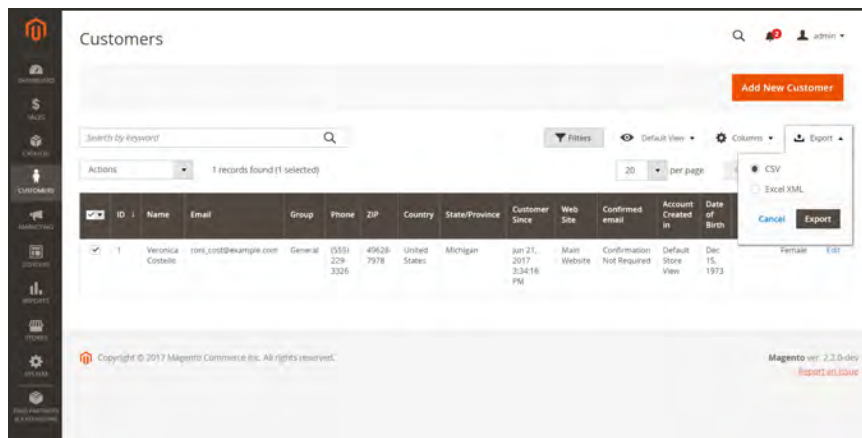 Customers
2
admin
Add New Customer
Search by keyword
Filters
Default View
Columns
Export
Actions
1 records found (1 selected)
20
per page
CSV
Excel XML
Cancel
Export
ID ↓ Name Email Group Phone ZIP Country State/Province Customer Since Web Site Confirmed email Account Created in Date of Birth
1 Veronica Costello roni_cost@example.com General (555) 229-3326 49628-7978 United States Michigan Jun 21, 2017 3:34:16 PM Main Website Confirmation Not Required Default Store View Dec 15, 1973 Female Edit
DASHBOARD
SALES
CATALOG
CUSTOMERS
MARKETING
CONTENT
REPORTS
STORES
SYSTEM
FIND PARTNERS & EXTENSIONS
Copyright © 2017 Magento Commerce Inc. All rights reserved.
Magento ver. 2.2.0-dev
Report an Issue